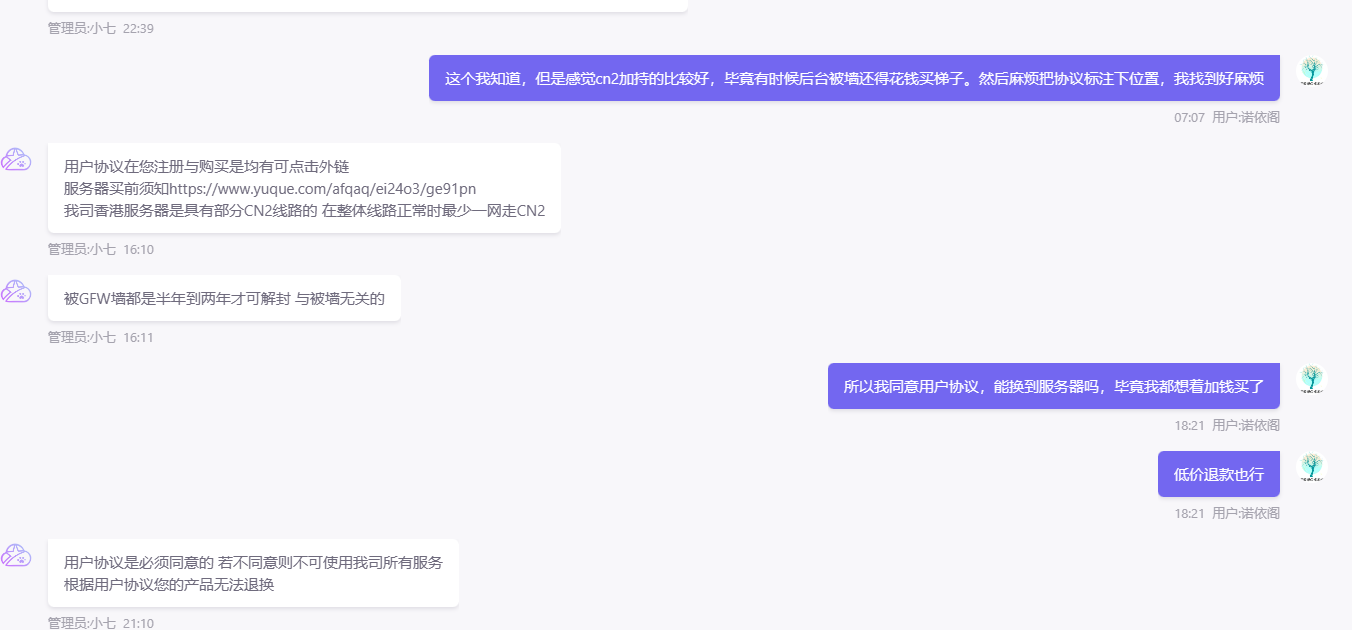 管理员:小七 22:39
这个我知道，但是感觉cn2加持的比较好，毕竟有时候后台被墙还得花钱买梯子。然后麻烦把协议标注下位置，我找到好麻烦
07:07 用户:诺依阁
用户协议在您注册与购买是均有可点击外链
服务器买前须知https://www.yuque.com/afqaq/ei24o3/ge91pn
我司香港服务器是具有部分CN2线路的 在整体线路正常时最少一网走CN2
管理员:小七 16:10
被GFW墙都是半年到两年才可解封 与被墙无关的
管理员:小七 16:11
所以我同意用户协议，能换到服务器吗，毕竟我都想着加钱买了
18:21 用户:诺依阁
低价退款也行
18:21 用户:诺依阁
用户协议是必须同意的 若不同意则不可使用我司所有服务
根据用户协议您的产品无法退换
管理员:小七 21:10